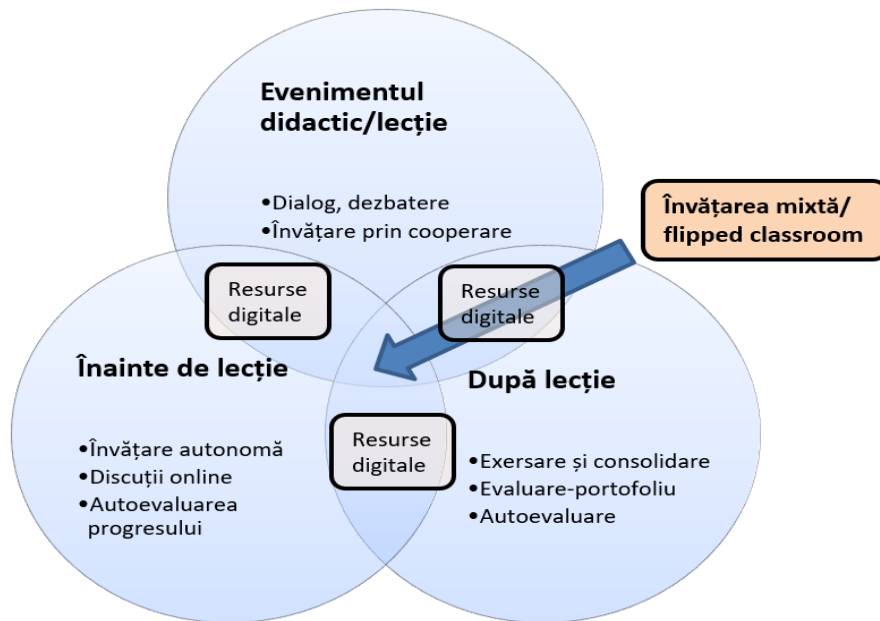 Evenimentul
didactic/lecție
•Dialog, dezbatere
•Învățare prin cooperare
Învățarea mixtă/
flipped classroom
Resurse
digitale
Resurse
digitale
Înainte de lecție
•Învățare autonomă
•Discuții online
•Autoevaluarea
progresului
Resurse
digitale
După lecție
•Exersare și consolidare
•Evaluare-portofoliu
•Autoevaluare